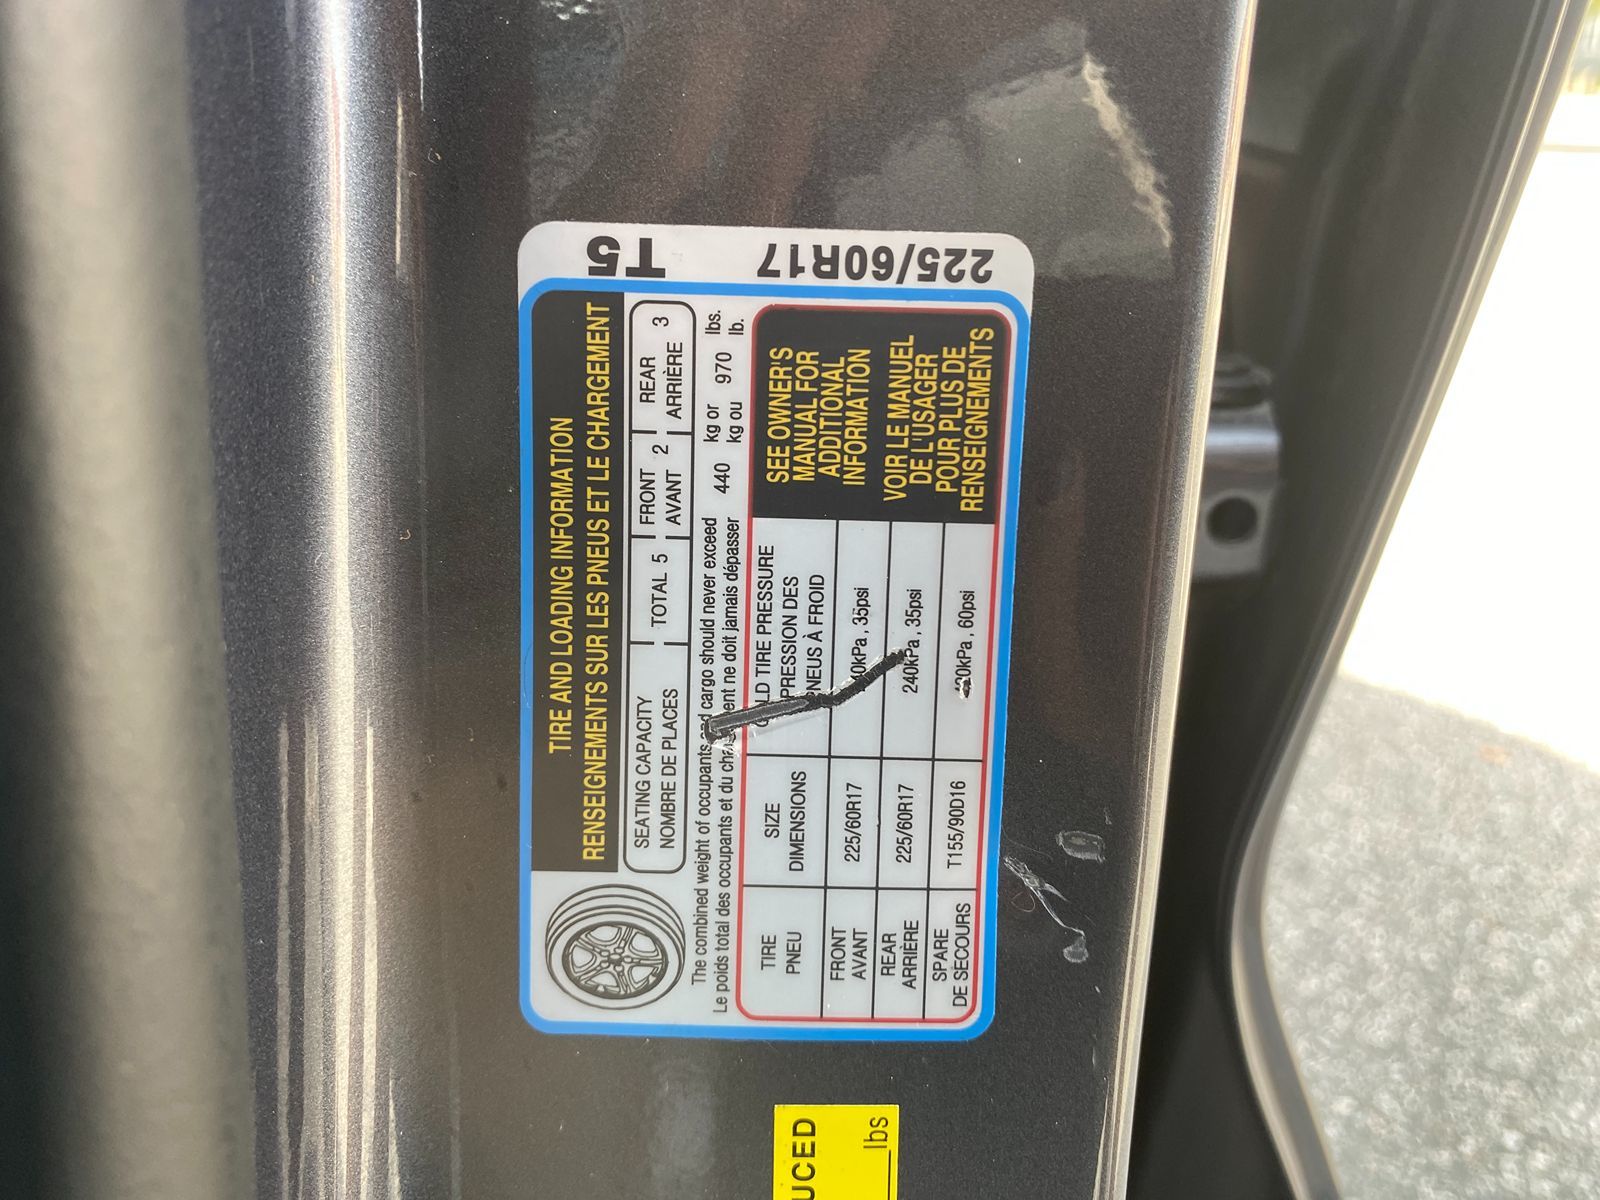 TIRE AND LOADING INFORMATION
RENSEIGNEMENTS SUR LES PNEUS ET LE CHARGEMENT
SEATING CAPACITY
NOMBRE DE PLACES
TOTAL 5
FRONT
AVANT 2
REAR
ARRIÈRE 3
The combined weight of occupants and cargo should never exceed 440 kg or 970 lbs.
Le poids total des occupants et du chargement ne doit jamais dépasser kg ou lb.
TIRE
PNEU
SIZE
DIMENSIONS
COLD TIRE PRESSURE
PRESSION DES
PNEUS À FROID
SEE OWNER'S
MANUAL FOR
ADDITIONAL
INFORMATION
VOIR LE MANUEL
DE L'USAGER
POUR PLUS DE
RENSEIGNEMENTS
FRONT
AVANT
225/60R17
35psi
REAR
ARRIÈRE
225/60R17
240kPa, 35psi
SPARE
DE SECOURS
T155/90D16
60psi
T5
225/60R17
lbs